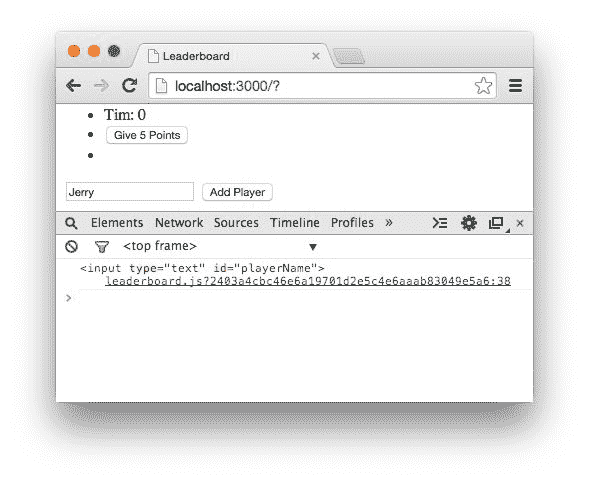 Leaderboard
localhost:3000/?
Tim: 0
Give 5 Points
Jerry Add Player
Elements Network Sources Timeline Profiles »
<top frame>
<input type="text" id="playerName">
leaderboard.js?2403a4cbc46e6a19701d2e5c4e6aaab83049e5a6:38
>